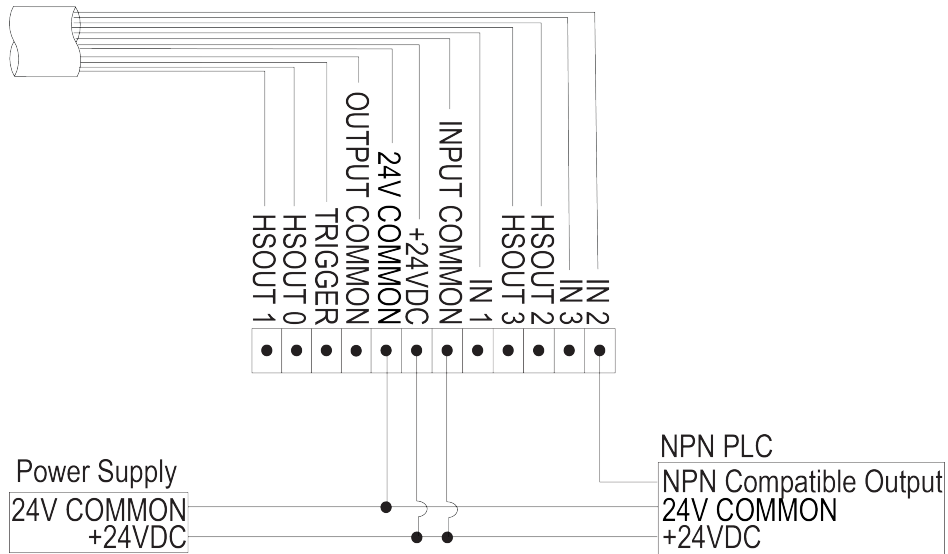 HSOUT 1
HSOUT 0
TRIGGER
OUTPUT COMMON
24V COMMON
+24VDC
INPUT COMMON
IN 1
HSOUT 3
HSOUT 2
IN 3
IN 2
Power Supply
24V COMMON
+24VDC
NPN PLC
NPN Compatible Output
24V COMMON
+24VDC